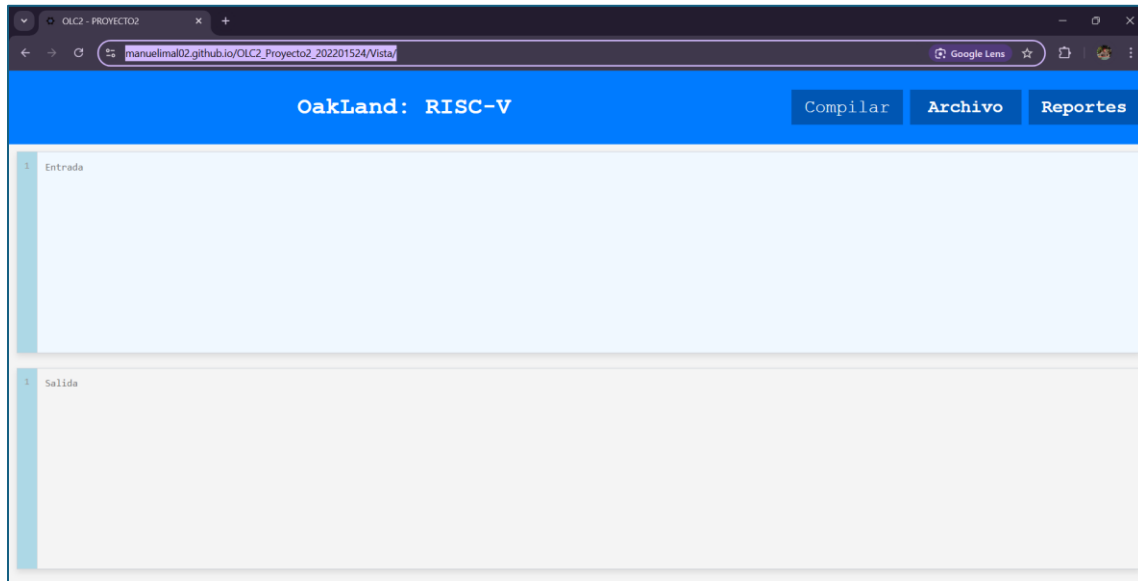 OLC2 - PROYECTO2
manuelimal02.github.io/OLC2_Proyecto2_202201524/Vista/
Google Lens
OakLand: RISC-V
Compilar
Archivo
Reportes
1 Entrada
1 Salida